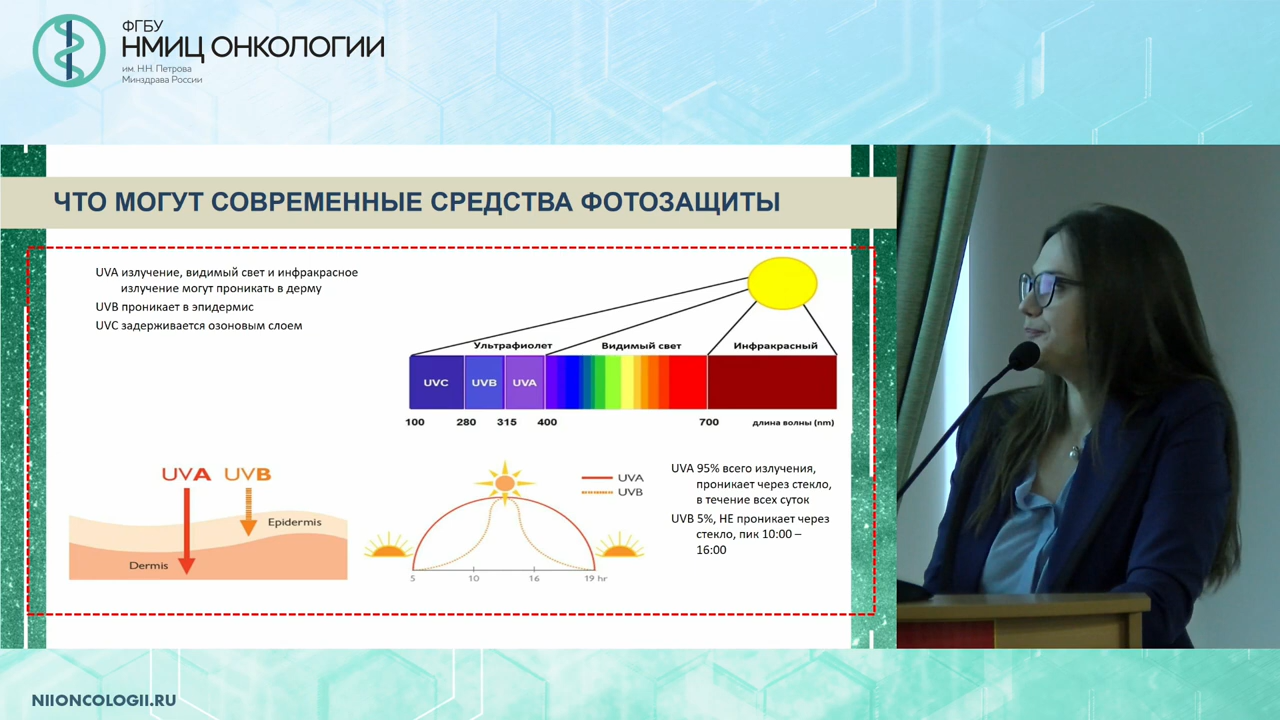 ФГБУ
НМИЦ ОНКОЛОГИИ
им. Н.Н. Петрова
Минздрава России
ЧТО МОГУТ СОВРЕМЕННЫЕ СРЕДСТВА ФОТОЗАЩИТЫ
UVA излучение, видимый свет и инфракрасное
излучение могут проникать в дерму
UVB проникает в эпидермис
UVC задерживается озоновым слоем
Ультрафиолет Видимый свет Инфракрасный
UVC UVB UVA
100 280 315 400 700 длина волны (nm)
UVA UVB
Epidermis
Dermis
UVA
UVB
5 10 16 19 hr
UVA 95% всего излучения,
проникает через стекло,
в течение всех суток
UVB 5%, НЕ проникает через
стекло, пик 10:00 –
16:00
NIIONCOLOGII.RU